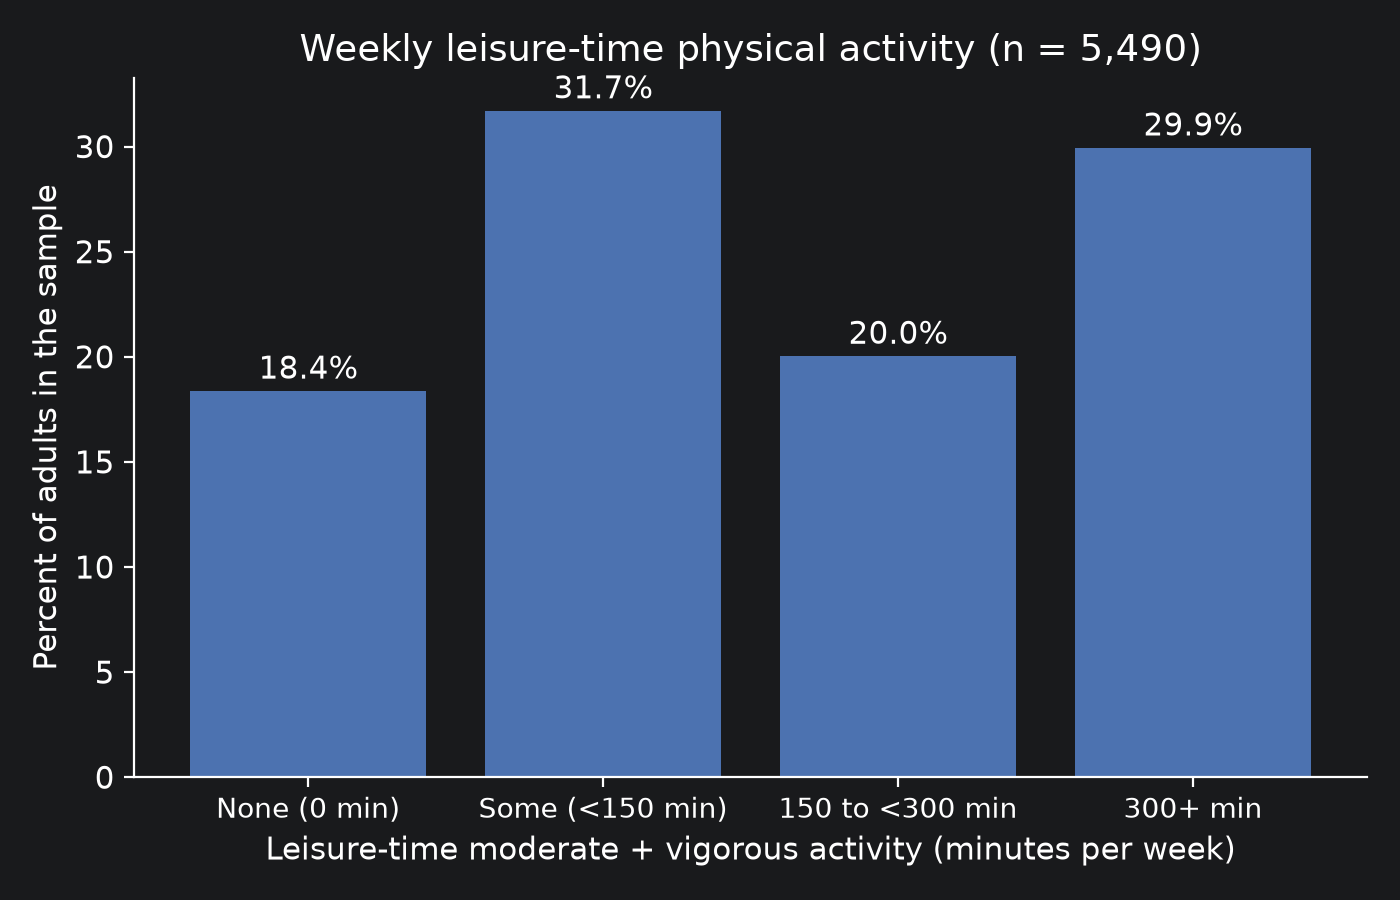 Weekly leisure-time physical activity (n = 5,490)
31.7%
29.9%
20.0%
18.4%
Percent of adults in the sample
30
25
20
15
10
5
0
None (0 min)
Some (<150 min)
150 to <300 min
300+ min
Leisure-time moderate + vigorous activity (minutes per week)